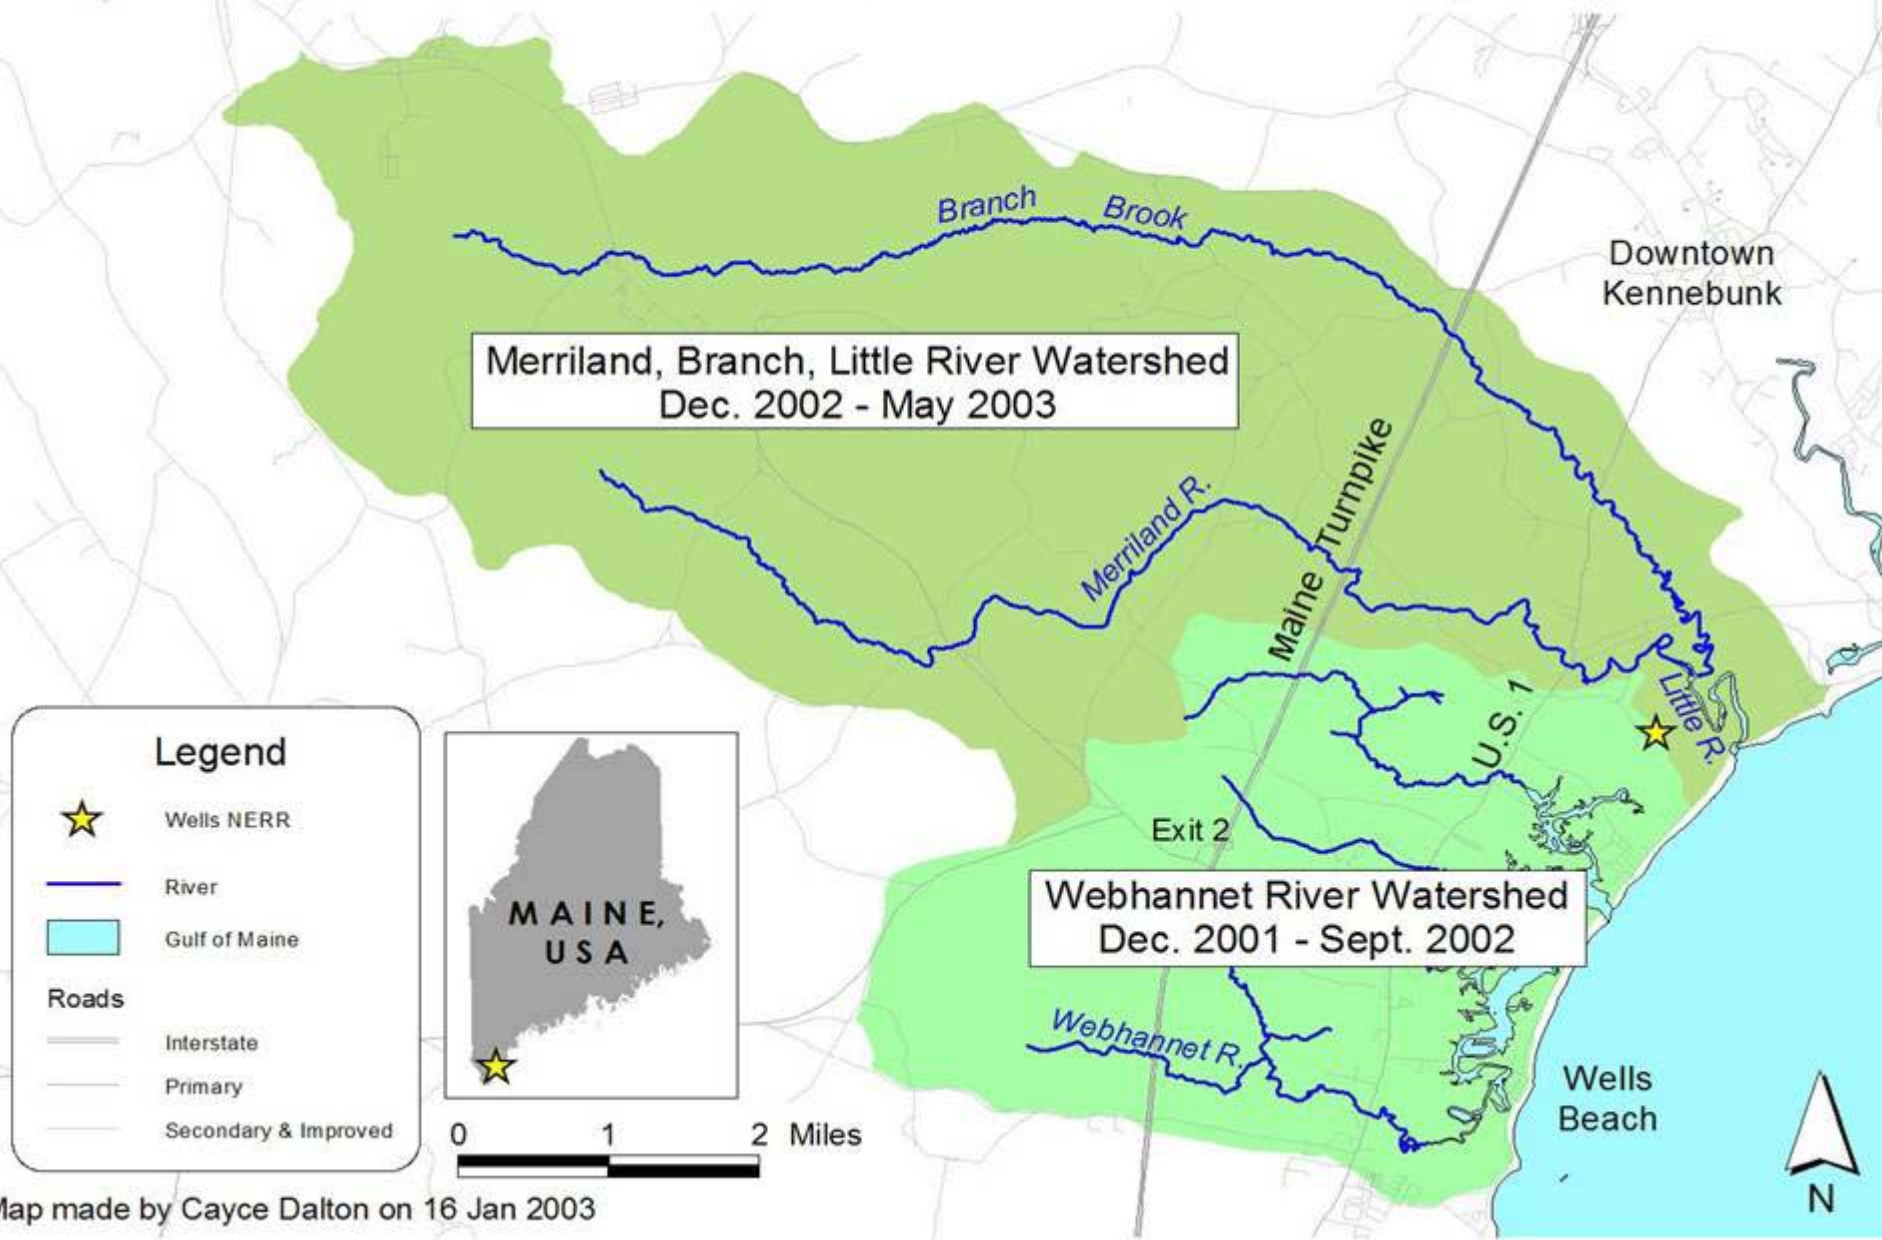 Branch Brook
Downtown
Kennebunk
Merriland, Branch, Little River Watershed
Dec. 2002 - May 2003
Merriland R.
Maine Turnpike
Little R.
U.S. 1
Exit 2
Webhannet River Watershed
Dec. 2001 - Sept. 2002
Webhannet R.
Wells
Beach
Legend
Wells NERR
River
Gulf of Maine
Roads
Interstate
Primary
Secondary & Improved
MAINE,
USA
0 1 2 Miles
N
Map made by Cayce Dalton on 16 Jan 2003